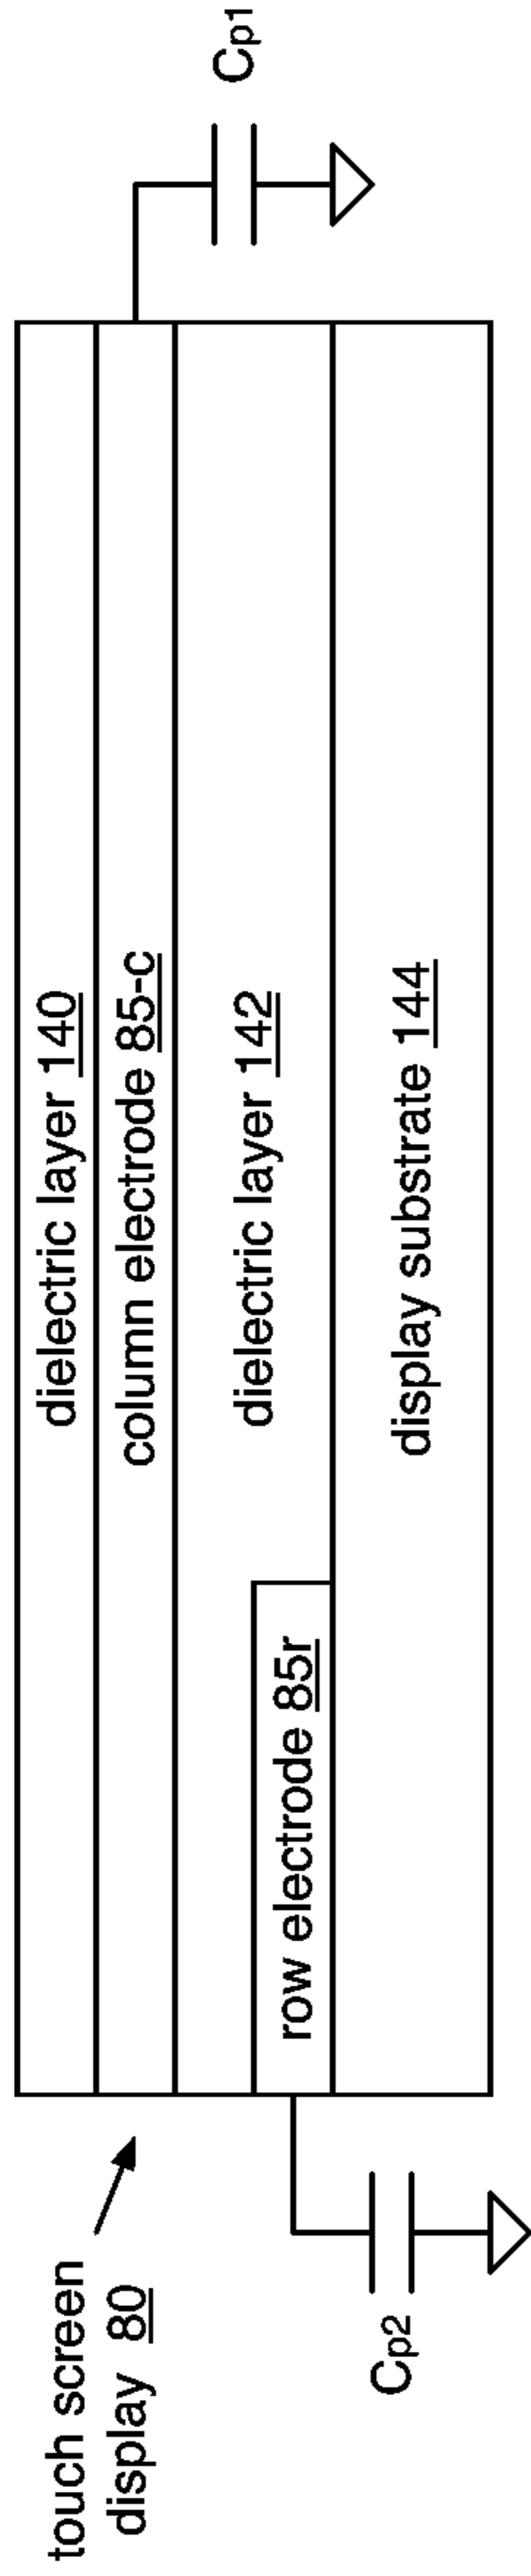 touch screen
display 80
dielectric layer 140
column electrode 85-c
dielectric layer 142
row electrode 85r
display substrate 144
Cp1
Cp2